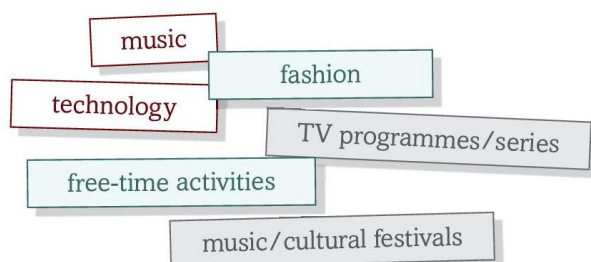 music
fashion
technology
TV programmes/series
free-time activities
music/cultural festivals